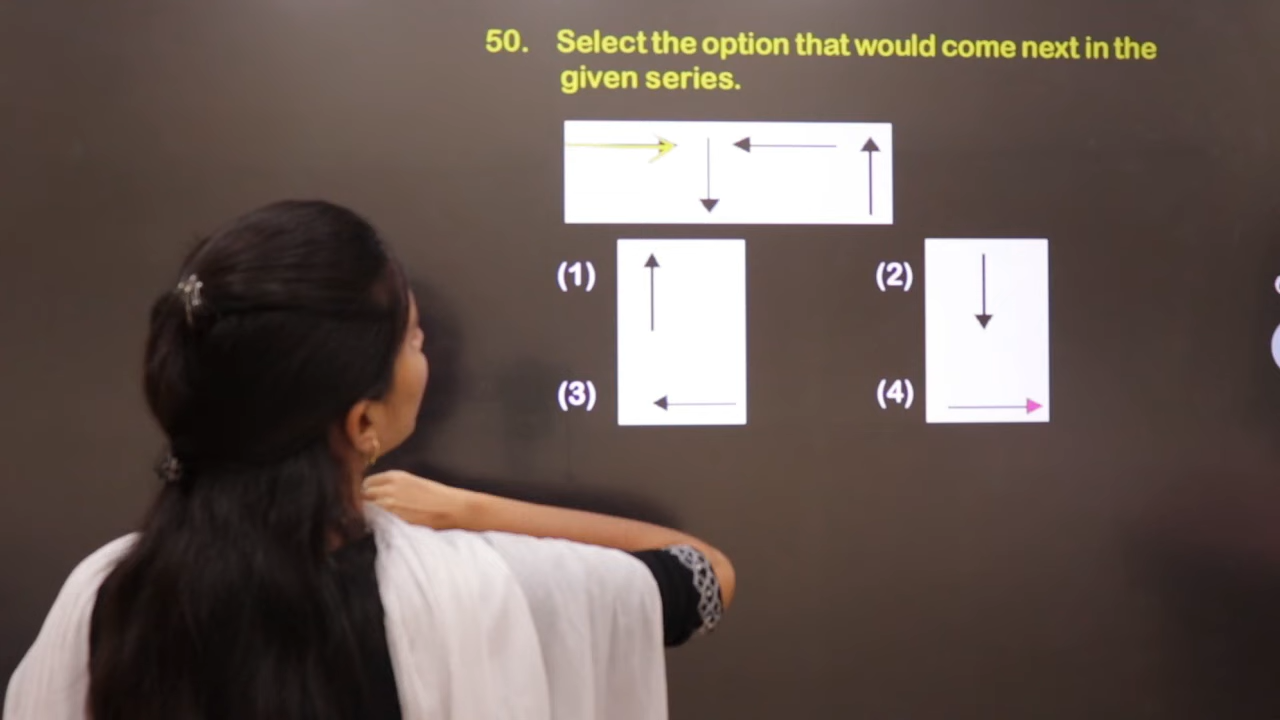 50. Select the option that would come next in the
given series.
(1)
(2)
(3)
(4)